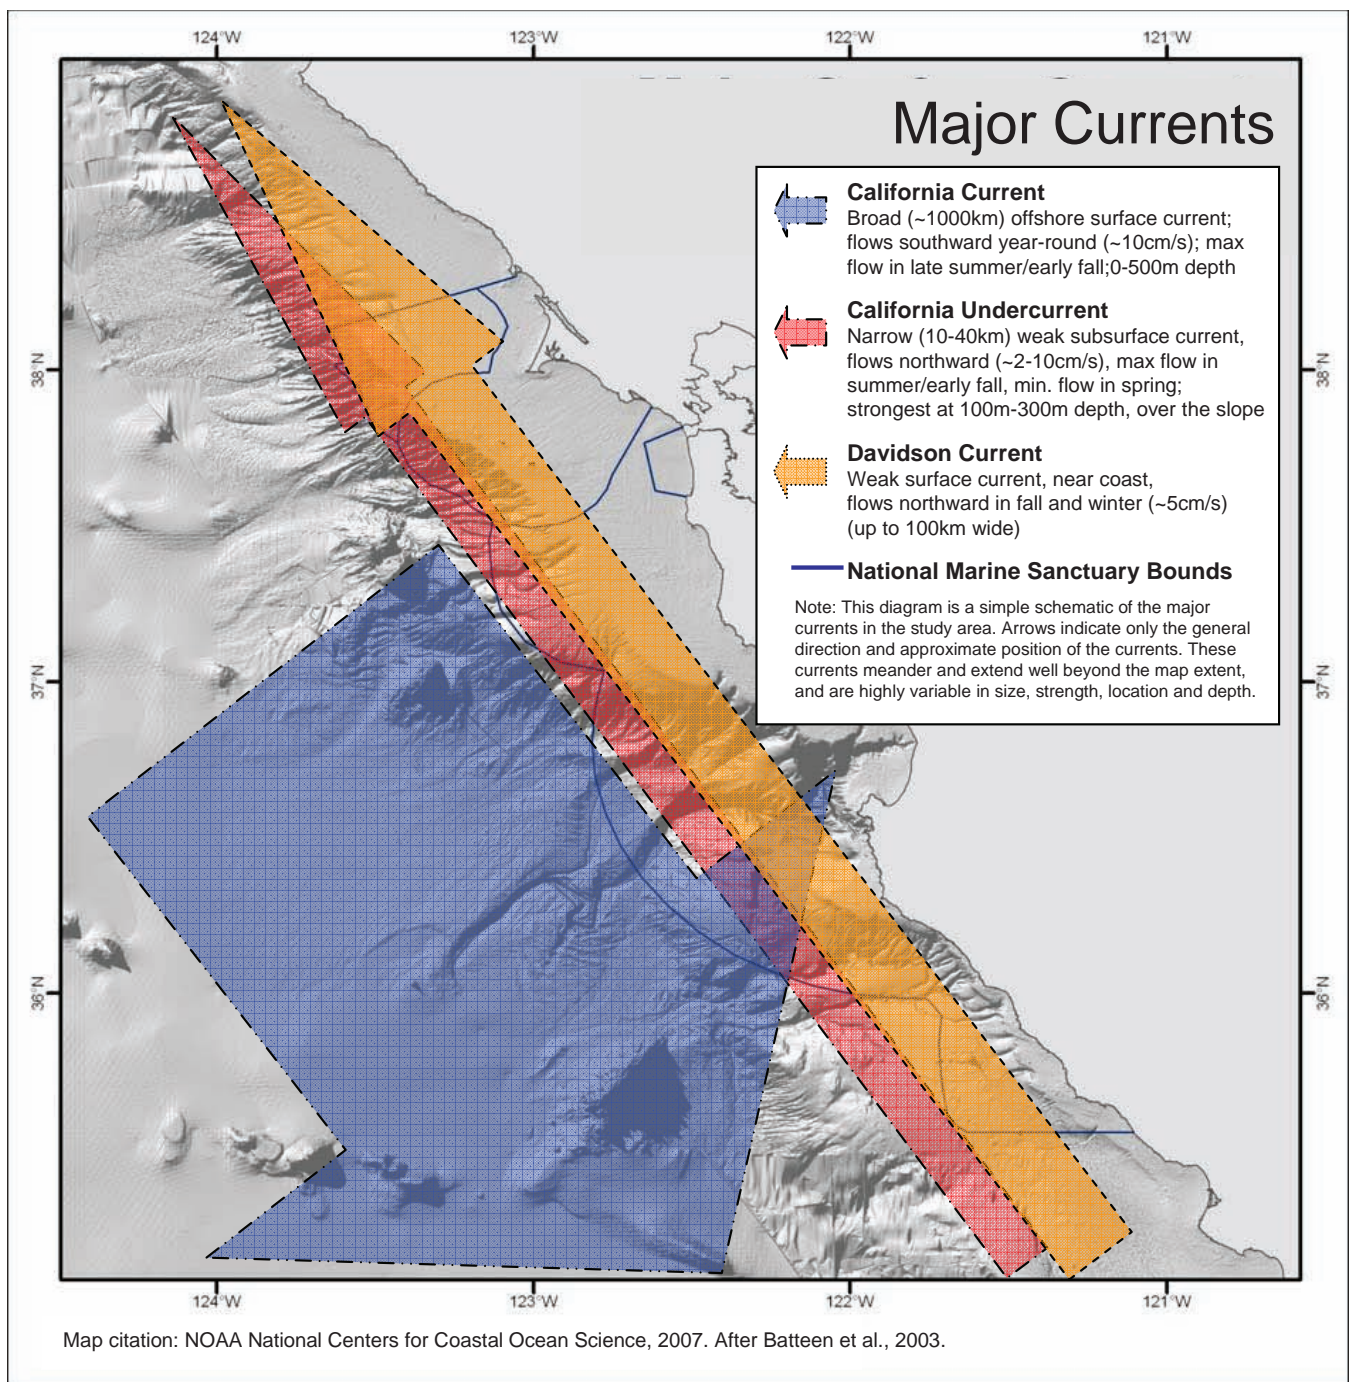 124°W 123°W 122°W 121°W
Major Currents
California Current
Broad (~1000km) offshore surface current;
flows southward year-round (~10cm/s); max
flow in late summer/early fall;0-500m depth
California Undercurrent
Narrow (10-40km) weak subsurface current,
flows northward (~2-10cm/s), max flow in
summer/early fall, min. flow in spring;
strongest at 100m-300m depth, over the slope
Davidson Current
Weak surface current, near coast,
flows northward in fall and winter (~5cm/s)
(up to 100km wide)
National Marine Sanctuary Bounds
Note: This diagram is a simple schematic of the major
currents in the study area. Arrows indicate only the general
direction and approximate position of the currents. These
currents meander and extend well beyond the map extent,
and are highly variable in size, strength, location and depth.
38°N
38°N
37°N
37°N
36°N
36°N
124°W 123°W 122°W 121°W
Map citation: NOAA National Centers for Coastal Ocean Science, 2007. After Batteen et al., 2003.